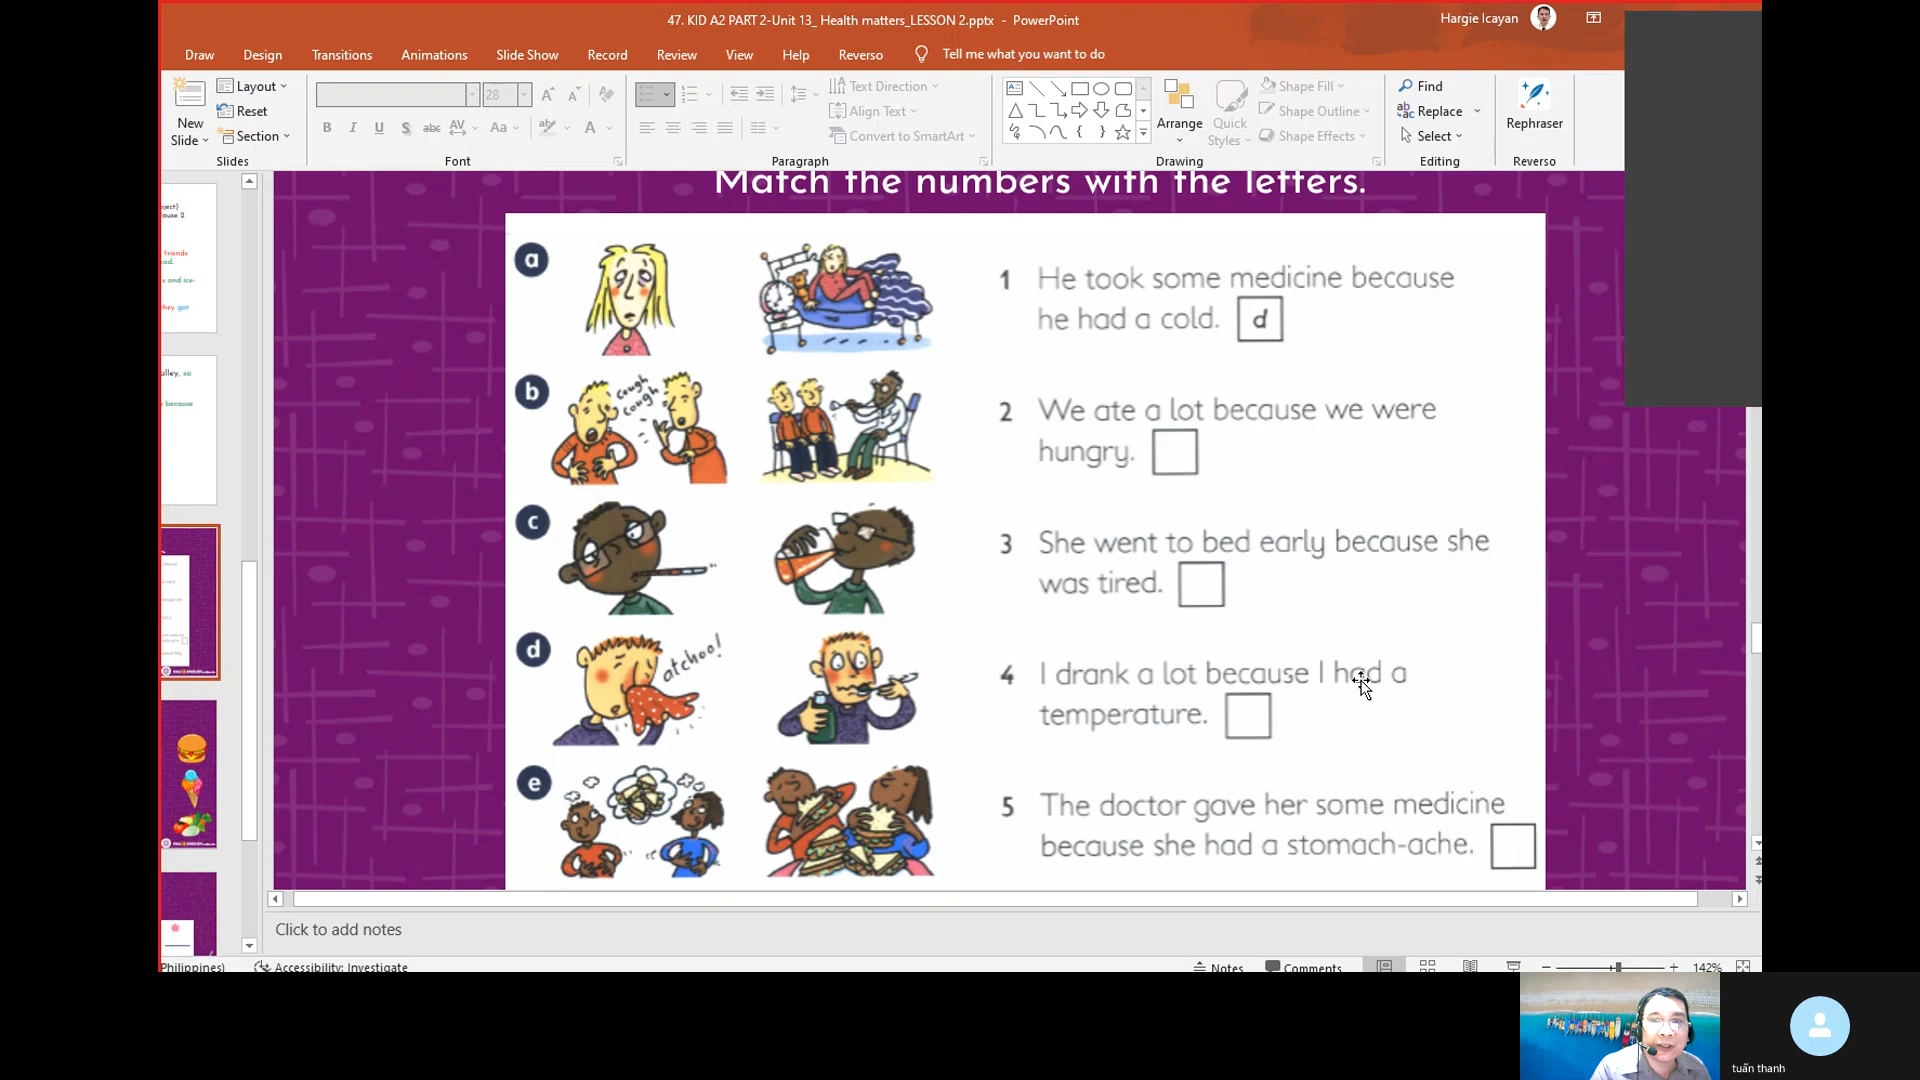 47. KID A2 PART 2-Unit 13_ Health matters_LESSON 2.pptx - PowerPoint
Hargie Icayan
Draw Design Transitions Animations Slide Show Record Review View Help Reverso Tell me what you want to do
New Slide
Layout
Reset
Section
Slides
28
B I U S abc AV Aa A
Font
Text Direction
Align Text
Convert to SmartArt
Paragraph
Arrange
Quick Styles
Shape Fill
Shape Outline
Shape Effects
Drawing
Find
Replace
Select
Editing
Rephraser
Reverso
Match the numbers with the letters.
a
b
cough cough
c
d
atchoo!
e
1 He took some medicine because
he had a cold. d
2 We ate a lot because we were
hungry.
3 She went to bed early because she
was tired.
4 I drank a lot because I had a
temperature.
5 The doctor gave her some medicine
because she had a stomach-ache.
Click to add notes
Philippines) Accessibility: Investigate
Notes Comments 142%
tuấn thanh